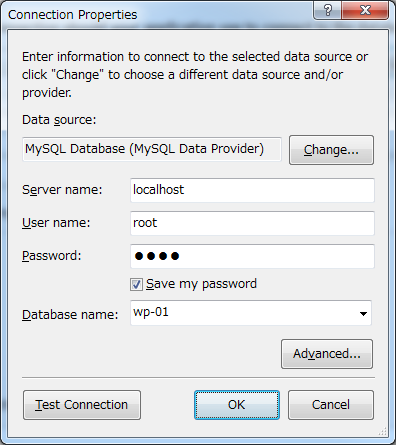 Connection Properties
Enter information to connect to the selected data source or
click "Change" to choose a different data source and/or
provider.
Data source:
MySQL Database (MySQL Data Provider)
Change...
Server name:
localhost
User name:
root
Password:
●●●●
Save my password
Database name:
wp-01
Advanced...
Test Connection
OK
Cancel